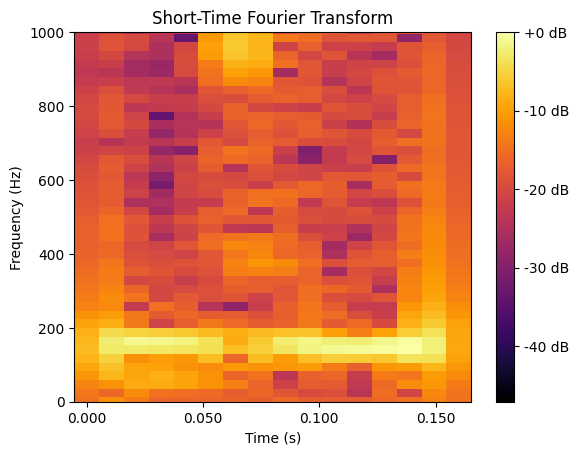 Short-Time Fourier Transform
1000
800
600
400
200
0
Frequency (Hz)
0.000
0.050
0.100
0.150
Time (s)
+0 dB
-10 dB
-20 dB
-30 dB
-40 dB